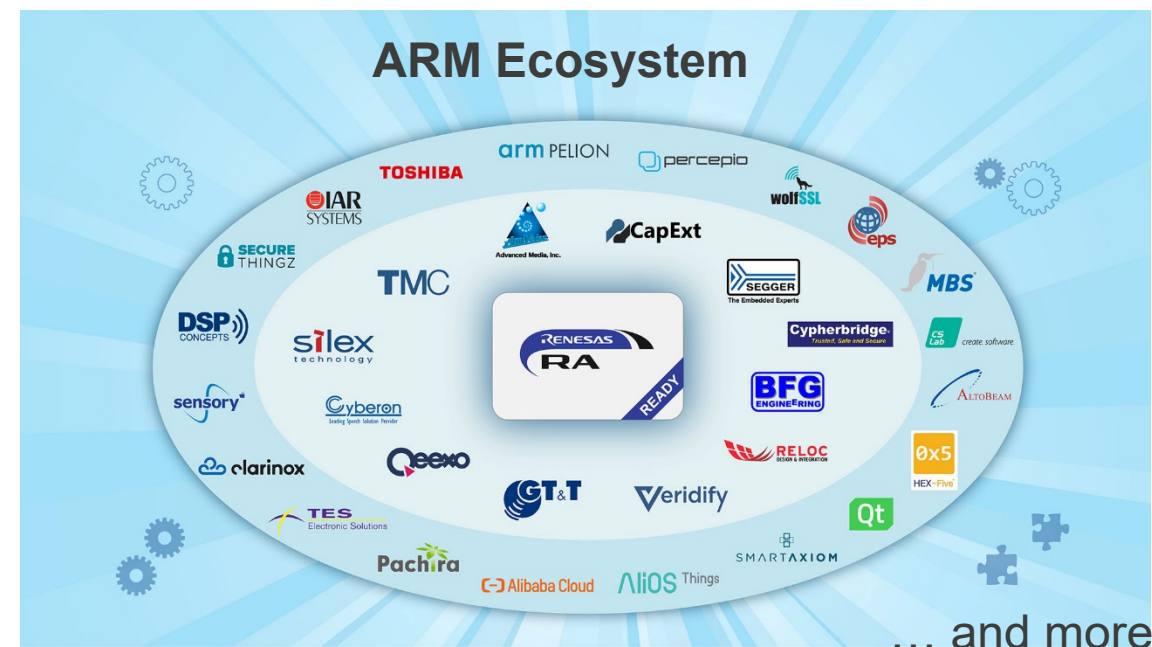 ARM Ecosystem
arm PELION
percepio
TOSHIBA
wolfSSL
IAR
SYSTEMS
eps
Advanced Media, Inc.
CapExt
SECURE
THINGZ
TMC
SEGGER
The Embedded Experts
MBS
DSP
CONCEPTS
silex
technology
RENESAS
RA
READY
Cypherbridge
Trusted, Safe and Secure
CS
Lab
create. software.
sensory
Cyberon
Leading Speech Solution Provider
BFG
ENGINEERING
ALTOBEAM
clarinox
Qeexo
RELOC
DESIGN & INTEGRATION
0x5
HEX-Five
TES
Electronic Solutions
GT&T
Veridify
Qt
Pachira
SMARTAXIOM
Alibaba Cloud
AliOS Things
... and more